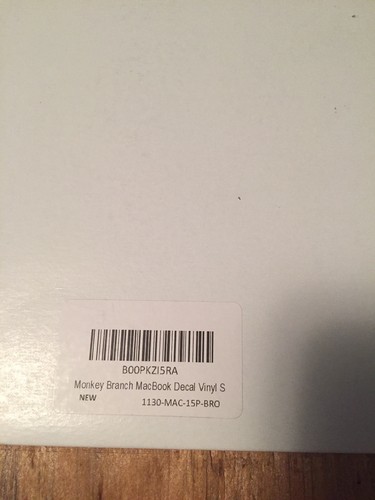 B00PKZI5RA
Monkey Branch MacBook Decal Vinyl S
NEW 1130-MAC-15P-BRO